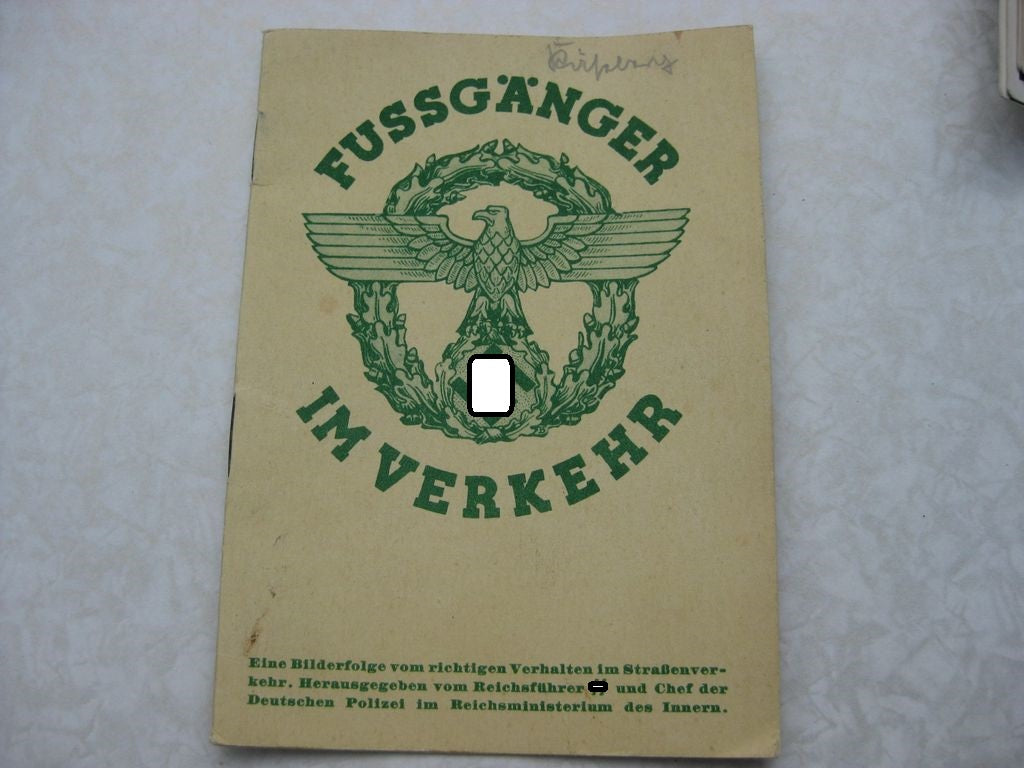 FUSSGÄNGER
IM VERKEHR
Eine Bilderfolge vom richtigen Verhalten im Straßenver-
kehr. Herausgegeben vom Reichsführer und Chef der
Deutschen Polizei im Reichsministerium des Innern.